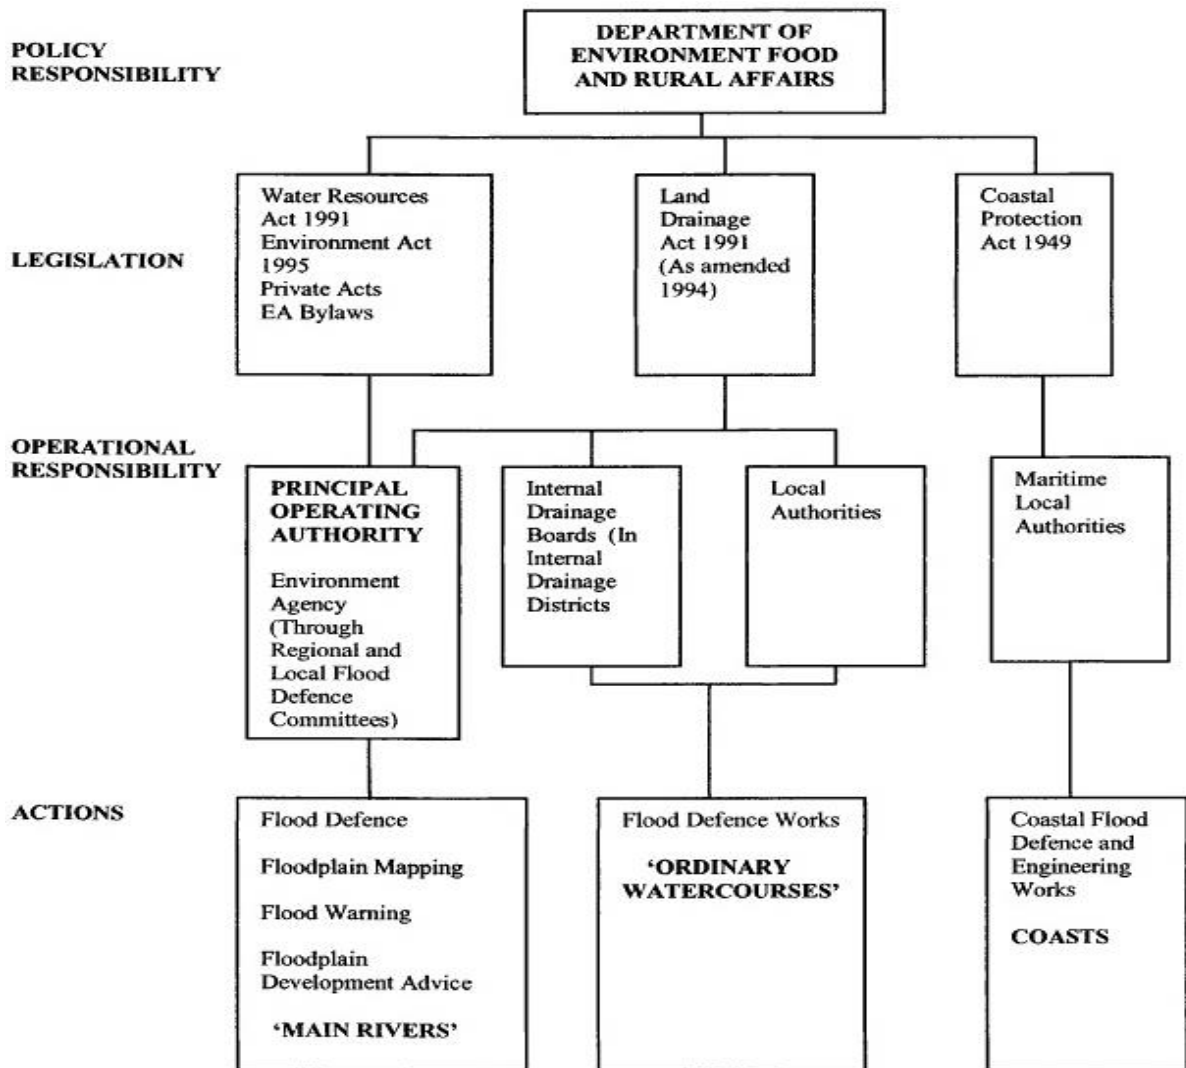 POLICY
RESPONSIBILITY
DEPARTMENT OF
ENVIRONMENT FOOD
AND RURAL AFFAIRS
LEGISLATION
Water Resources
Act 1991
Environment Act
1995
Private Acts
EA Bylaws
Land
Drainage
Act 1991
(As amended
1994)
Coastal
Protection
Act 1949
OPERATIONAL
RESPONSIBILITY
PRINCIPAL
OPERATING
AUTHORITY
Environment
Agency
(Through
Regional and
Local Flood
Defence
Committees)
Internal
Drainage
Boards (In
Internal
Drainage
Districts
Local
Authorities
Maritime
Local
Authorities
ACTIONS
Flood Defence
Floodplain Mapping
Flood Warning
Floodplain
Development Advice
‘MAIN RIVERS’
Flood Defence Works
‘ORDINARY
WATERCOURSES’
Coastal Flood
Defence and
Engineering
Works
COASTS